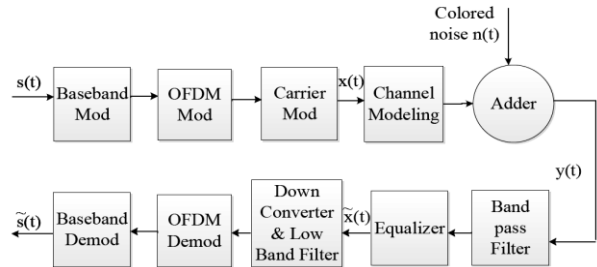 Colored
noise n(t)
s(t)
Baseband
Mod
OFDM
Mod
Carrier
Mod
x(t)
Channel
Modeling
Adder
y(t)
s̃(t)
Baseband
Demod
OFDM
Demod
Down
Converter
& Low
Band Filter
x̃(t)
Equalizer
Band
pass
Filter